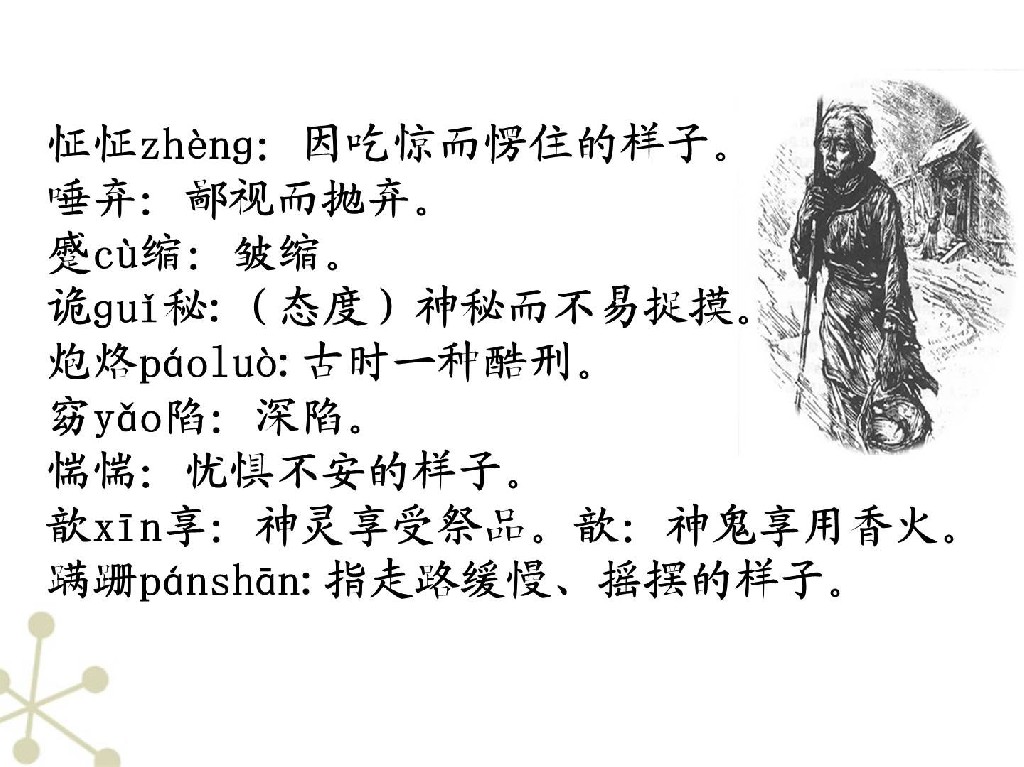 怔怔zhèng：因吃惊而愣住的样子。
唾弃：鄙视而抛弃。
蹙cù缩：皱缩。
诡guǐ秘:（态度）神秘而不易捉摸。
炮烙páoluò:古时一种酷刑。
窈yǎo陷：深陷。
惴惴：忧惧不安的样子。
歆xīn享：神灵享受祭品。歆：神鬼享用香火。
蹒跚pánshān:指走路缓慢、摇摆的样子。